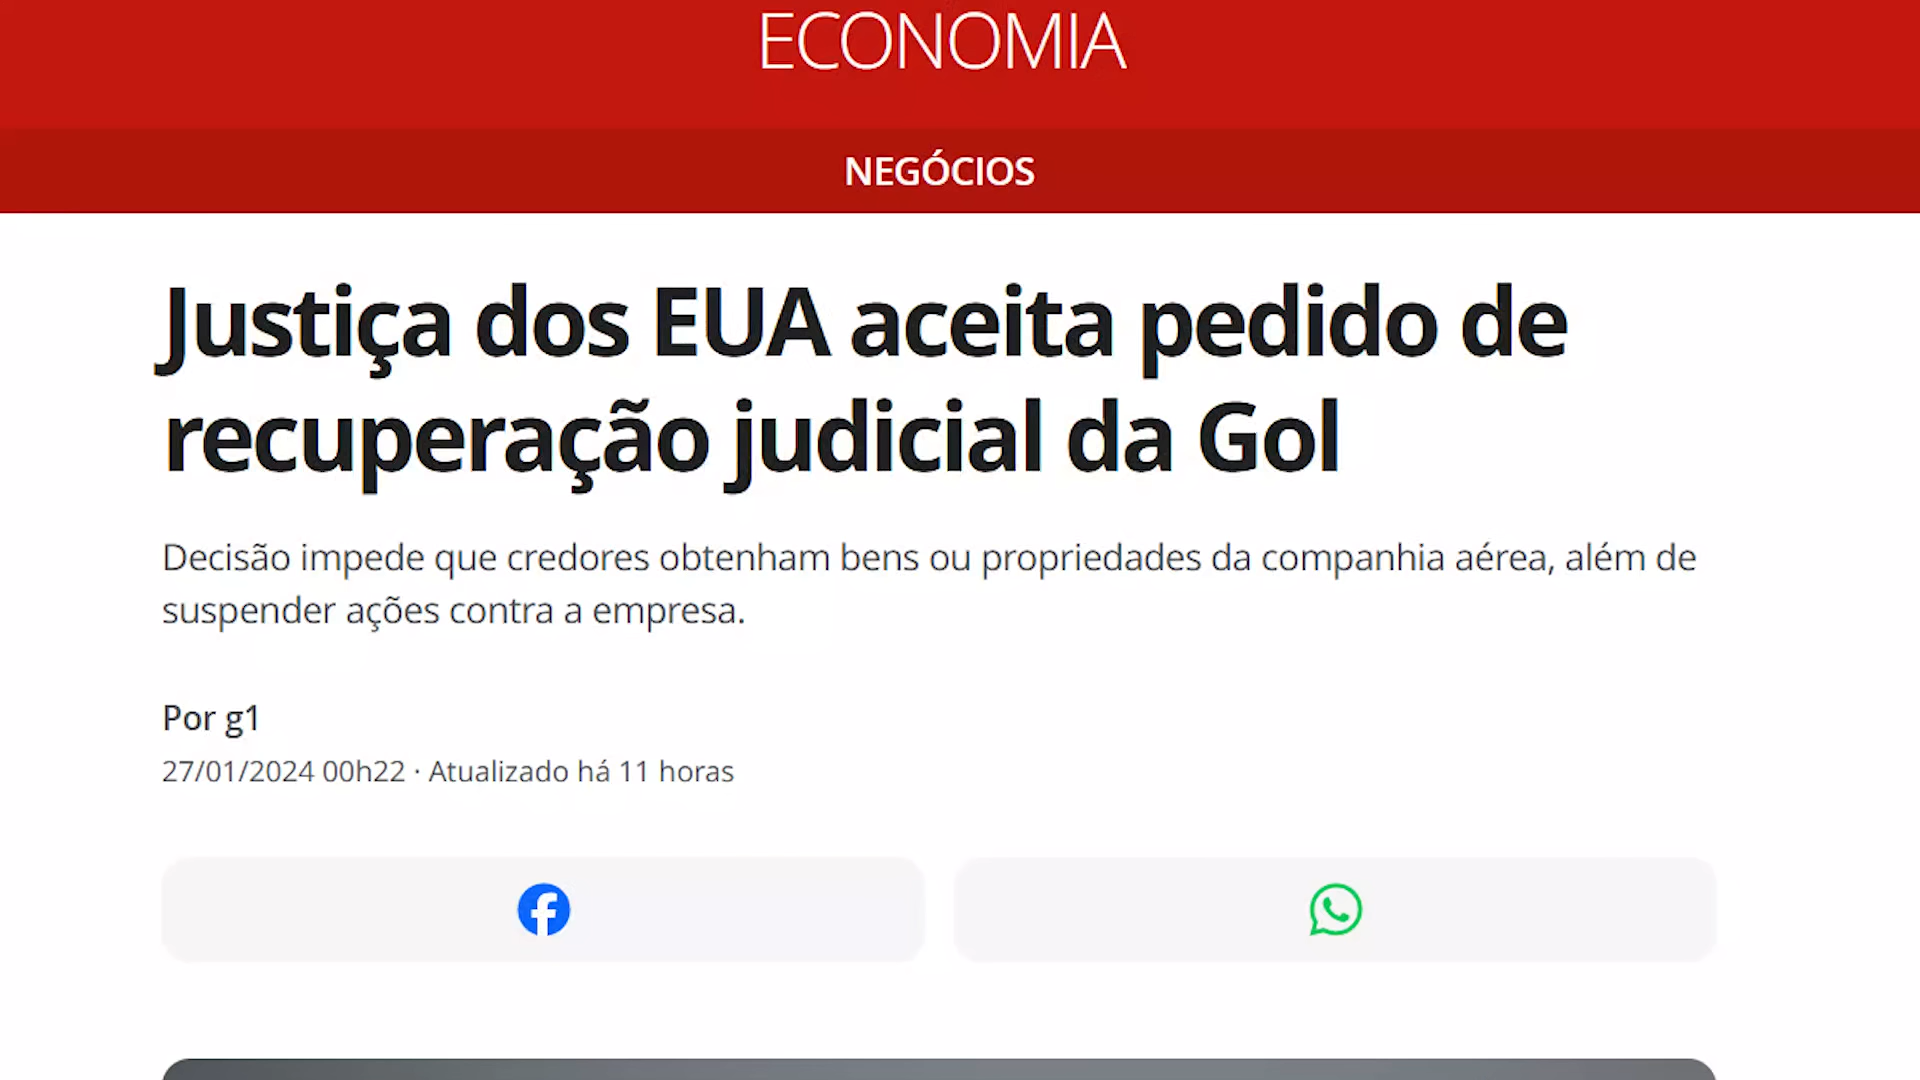 ECONOMIA
NEGÓCIOS
Justiça dos EUA aceita pedido de
recuperação judicial da Gol
Decisão impede que credores obtenham bens ou propriedades da companhia aérea, além de
suspender ações contra a empresa.
Por g1
27/01/2024 00h22 · Atualizado há 11 horas